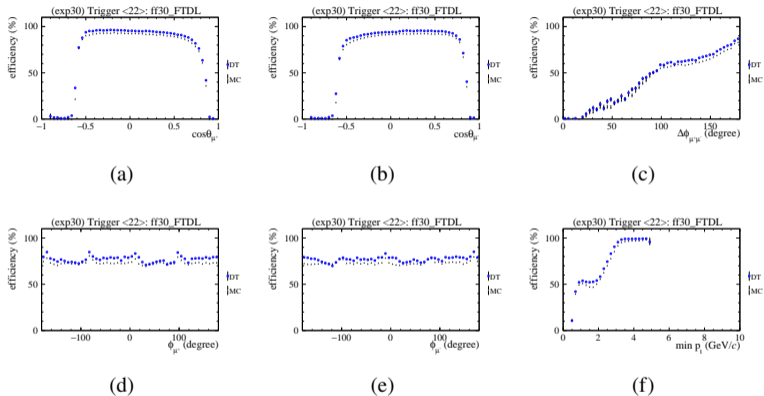 (exp30) Trigger <22>: ff30_FTDL
efficiency (%)
100
50
0
−1
−0.5
0
0.5
1
cosθμ
DT
MC
(a)
(exp30) Trigger <22>: ff30_FTDL
efficiency (%)
100
50
0
−1
−0.5
0
0.5
1
cosθμ
DT
MC
(b)
(exp30) Trigger <22>: ff30_FTDL
efficiency (%)
100
50
0
0
50
100
150
Δϕμμ (degree)
DT
MC
(c)
(exp30) Trigger <22>: ff30_FTDL
efficiency (%)
100
50
0
−100
0
100
ϕμ (degree)
DT
MC
(d)
(exp30) Trigger <22>: ff30_FTDL
efficiency (%)
100
50
0
−100
0
100
ϕμ (degree)
DT
MC
(e)
(exp30) Trigger <22>: ff30_FTDL
efficiency (%)
100
50
0
0
2
4
6
8
10
min pt (GeV/c)
DT
MC
(f)